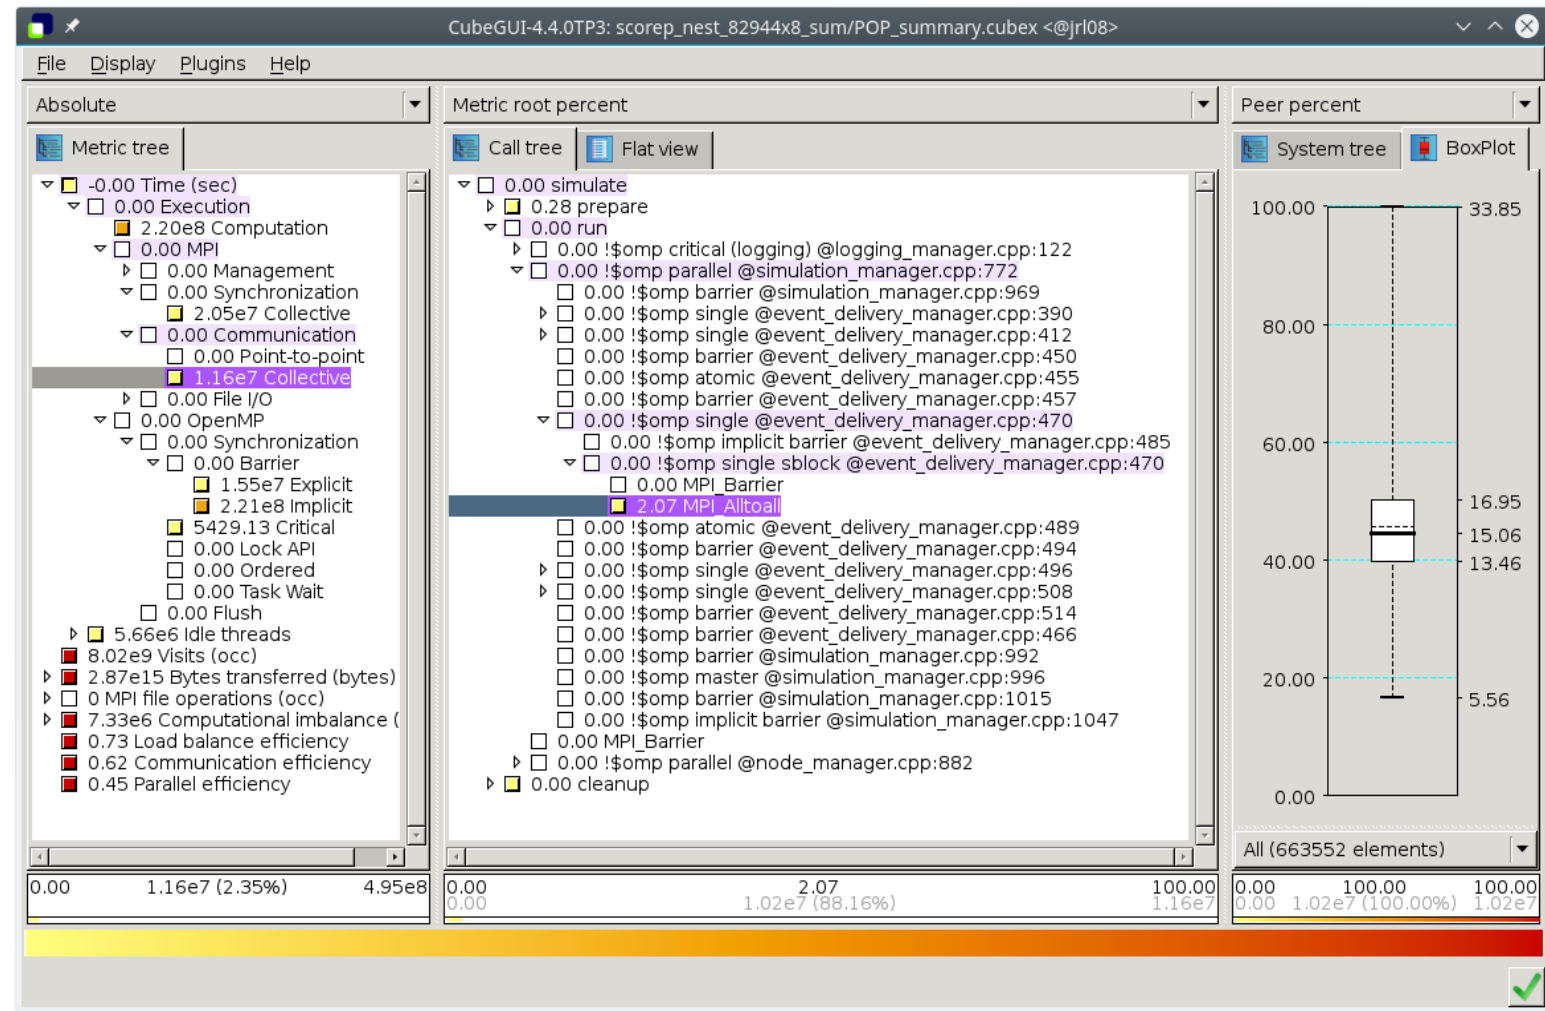 CubeGUI-4.4.0TP3: scorep_nest_82944x8_sum/POP_summary.cubex <@jrl08>
File Display Plugins Help
Absolute
Metric tree
-0.00 Time (sec)
0.00 Execution
2.20e8 Computation
0.00 MPI
0.00 Management
0.00 Synchronization
2.05e7 Collective
0.00 Communication
0.00 Point-to-point
1.16e7 Collective
0.00 File I/O
0.00 OpenMP
0.00 Synchronization
0.00 Barrier
1.55e7 Explicit
2.21e8 Implicit
5429.13 Critical
0.00 Lock API
0.00 Ordered
0.00 Task Wait
0.00 Flush
5.66e6 Idle threads
8.02e9 Visits (occ)
2.87e15 Bytes transferred (bytes)
0 MPI file operations (occ)
7.33e6 Computational imbalance (
0.73 Load balance efficiency
0.62 Communication efficiency
0.45 Parallel efficiency
0.00 1.16e7 (2.35%) 4.95e8
Metric root percent
Call tree Flat view
0.00 simulate
0.28 prepare
0.00 run
0.00 !$omp critical (logging) @logging_manager.cpp:122
0.00 !$omp parallel @simulation_manager.cpp:772
0.00 !$omp barrier @simulation_manager.cpp:969
0.00 !$omp single @event_delivery_manager.cpp:390
0.00 !$omp single @event_delivery_manager.cpp:412
0.00 !$omp barrier @event_delivery_manager.cpp:450
0.00 !$omp atomic @event_delivery_manager.cpp:455
0.00 !$omp barrier @event_delivery_manager.cpp:457
0.00 !$omp single @event_delivery_manager.cpp:470
0.00 !$omp implicit barrier @event_delivery_manager.cpp:485
0.00 !$omp single sblock @event_delivery_manager.cpp:470
0.00 MPI_Barrier
2.07 MPI_Alltoall
0.00 !$omp atomic @event_delivery_manager.cpp:489
0.00 !$omp barrier @event_delivery_manager.cpp:494
0.00 !$omp single @event_delivery_manager.cpp:496
0.00 !$omp single @event_delivery_manager.cpp:508
0.00 !$omp barrier @event_delivery_manager.cpp:514
0.00 !$omp barrier @event_delivery_manager.cpp:466
0.00 !$omp barrier @simulation_manager.cpp:992
0.00 !$omp master @simulation_manager.cpp:996
0.00 !$omp barrier @simulation_manager.cpp:1015
0.00 !$omp implicit barrier @simulation_manager.cpp:1047
0.00 MPI_Barrier
0.00 !$omp parallel @node_manager.cpp:882
0.00 cleanup
0.00 2.07 100.00
0.00 1.02e7 (88.16%) 1.16e7
Peer percent
System tree BoxPlot
100.00 33.85
80.00
60.00
16.95
15.06
40.00 13.46
20.00 5.56
0.00
All (663552 elements)
0.00 100.00 100.00
0.00 1.02e7 (100.00%) 1.02e7